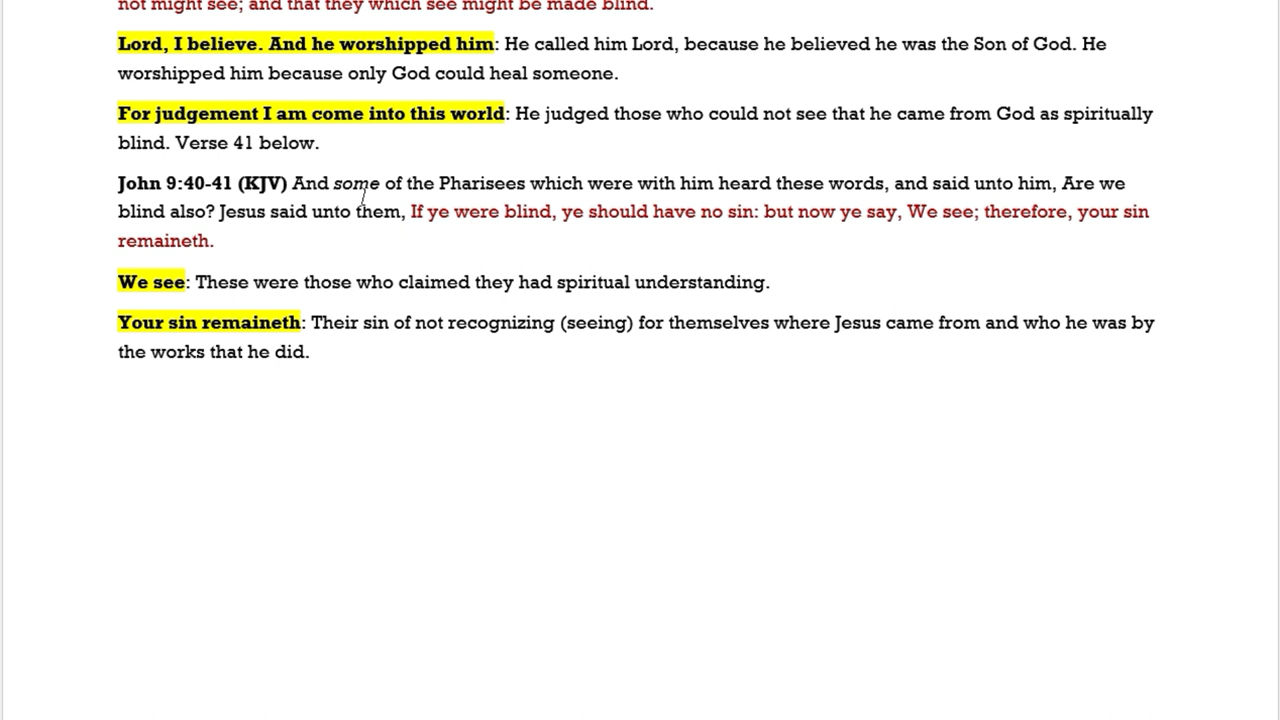 not might see; and that they which see might be made blind.
Lord, I believe. And he worshipped him: He called him Lord, because he believed he was the Son of God. He
worshipped him because only God could heal someone.
For judgement I am come into this world: He judged those who could not see that he came from God as spiritually
blind. Verse 41 below.
John 9:40-41 (KJV) And some of the Pharisees which were with him heard these words, and said unto him, Are we
blind also? Jesus said unto them, If ye were blind, ye should have no sin: but now ye say, We see; therefore, your sin
remaineth.
We see: These were those who claimed they had spiritual understanding.
Your sin remaineth: Their sin of not recognizing (seeing) for themselves where Jesus came from and who he was by
the works that he did.